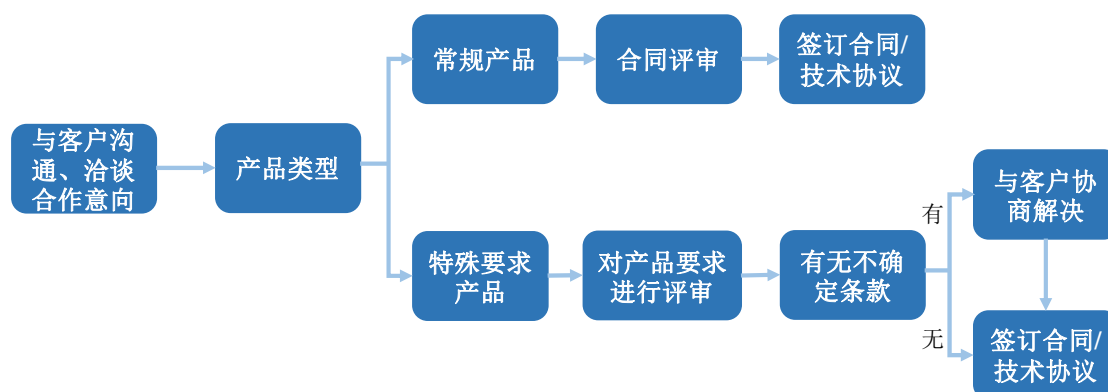 与客户沟
通、洽谈
合作意向
产品类型
常规产品
合同评审
签订合同/
技术协议
特殊要求
产品
对产品要求
进行评审
有无不确
定条款
有
与客户协
商解决
无
签订合同/
技术协议